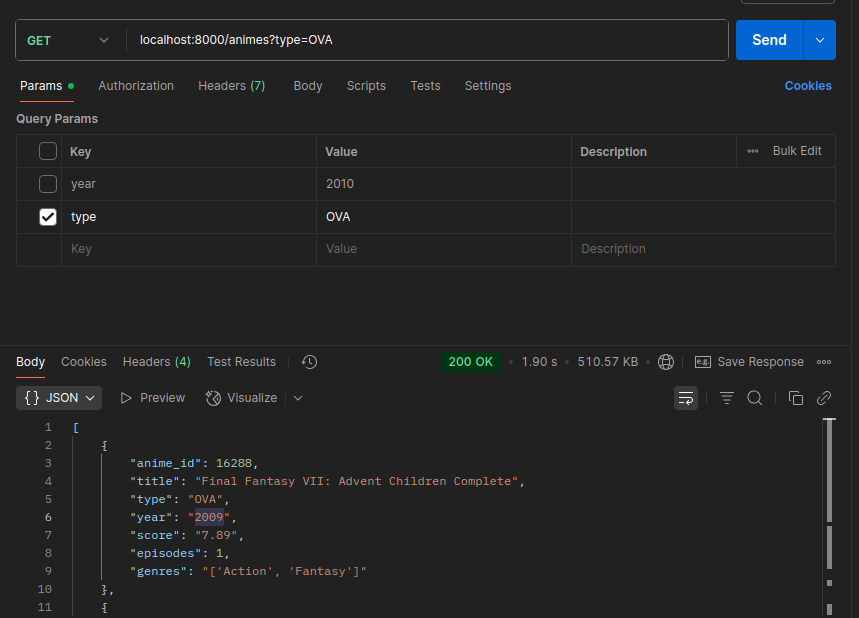 GET localhost:8000/animes?type=OVA Send
Params Authorization Headers (7) Body Scripts Tests Settings Cookies
Query Params
Key Value Description Bulk Edit
year 2010
type OVA
Key Value Description
Body Cookies Headers (4) Test Results 200 OK 1.90 s 510.57 KB e.g. Save Response
{} JSON Preview Visualize
1 [
2 {
3 "anime_id": 16288,
4 "title": "Final Fantasy VII: Advent Children Complete",
5 "type": "OVA",
6 "year": "2009",
7 "score": "7.89",
8 "episodes": 1,
9 "genres": "['Action', 'Fantasy']"
10 },
11 {